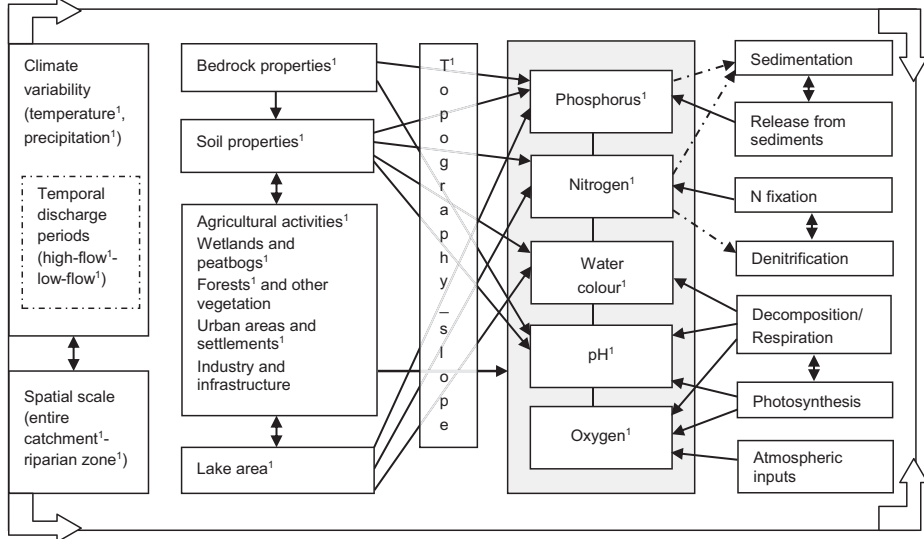 Climate
variability
(temperature¹,
precipitation¹)
Temporal
discharge
periods
(high-flow¹-
low-flow¹)
Spatial scale
(entire
catchment¹-
riparian zone¹)
Bedrock properties¹
Soil properties¹
Agricultural activities¹
Wetlands and
peatbogs¹
Forests¹ and other
vegetation
Urban areas and
settlements¹
Industry and
infrastructure
Lake area¹
T¹
o
p
o
g
r
a
p
h
y
_
s
l
o
p
e
Phosphorus¹
Nitrogen¹
Water
colour¹
pH¹
Oxygen¹
Sedimentation
Release from
sediments
N fixation
Denitrification
Decomposition/
Respiration
Photosynthesis
Atmospheric
inputs